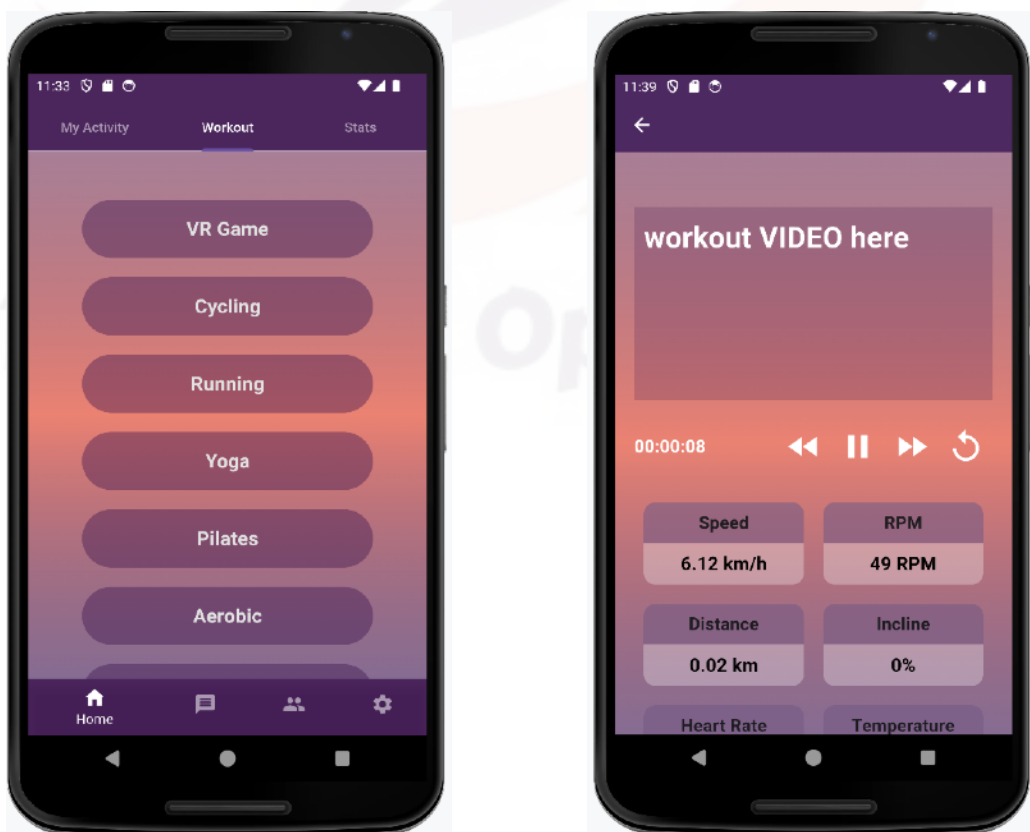 11:33
My Activity Workout Stats
VR Game
Cycling
Running
Yoga
Pilates
Aerobic
Home
11:39
workout VIDEO here
00:00:08
Speed RPM
6.12 km/h 49 RPM
Distance Incline
0.02 km 0%
Heart Rate Temperature
Op